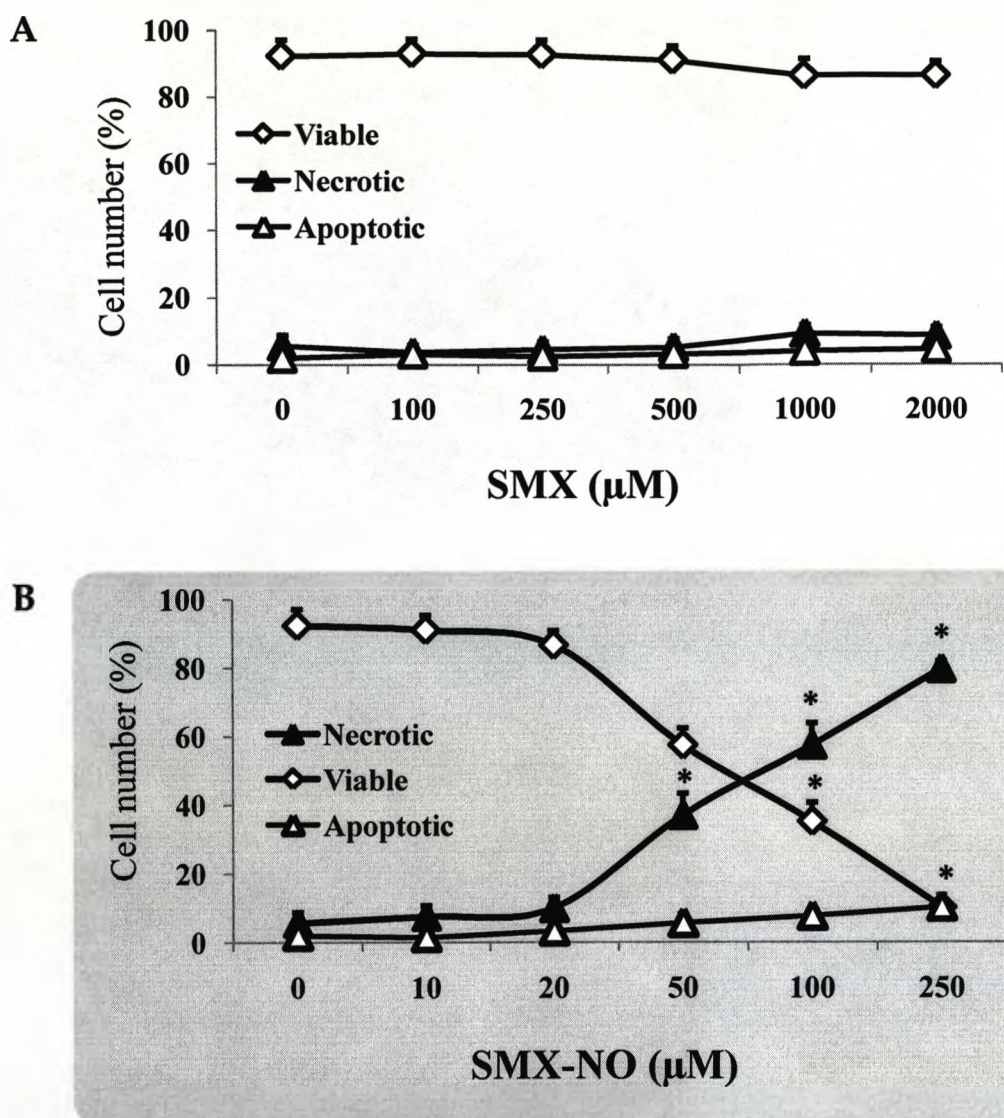 A
100
80
60
40
20
0
Cell number (%)
Viable
Necrotic
Apoptotic
0 100 250 500 1000 2000
SMX (μM)
B
100
80
60
40
20
0
Cell number (%)
Necrotic
Viable
Apoptotic
*
*
*
*
*
0 10 20 50 100 250
SMX-NO (μM)